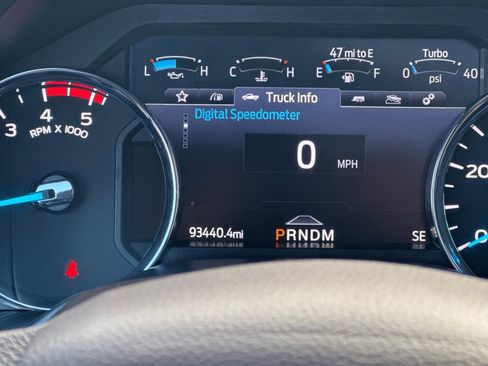 47 mi to E Turbo
L H C H E F 0 40
psi
Truck Info
Digital Speedometer
3 4 5
RPM X 1000
0 MPH
20
0
93440.4mi PRNDM SE